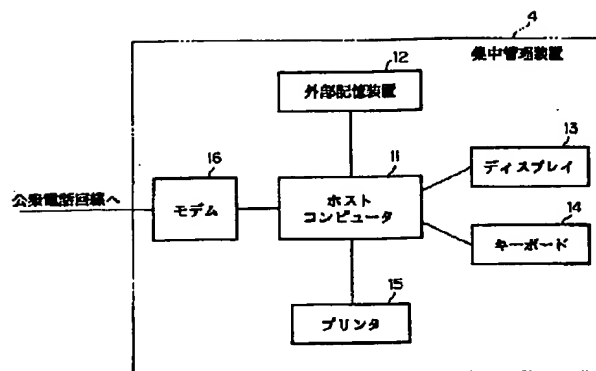 4
集中管理装置
12
外部記憶装置
13
ディスプレイ
16
11
公衆電話回線へ
モデム
ホスト
コンピュータ
14
キーボード
15
プリンタ